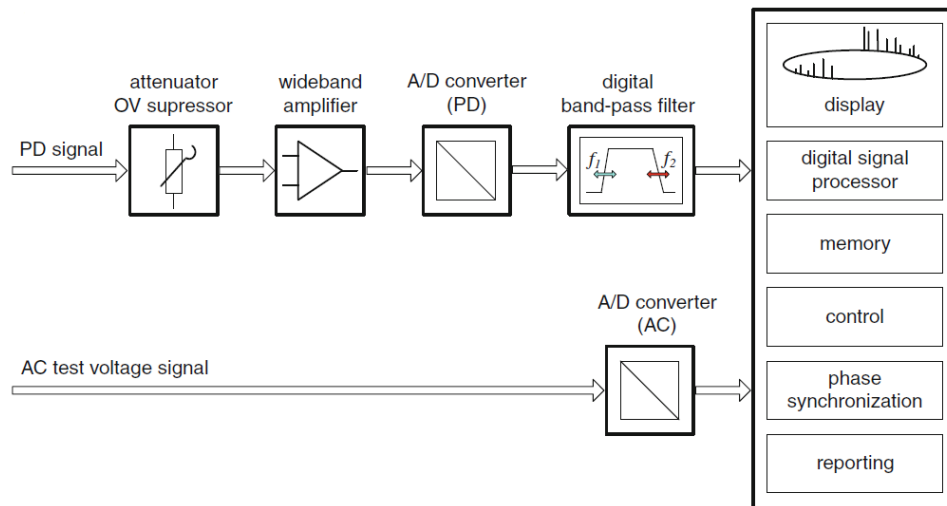 attenuator
OV supressor
wideband
amplifier
A/D converter
(PD)
digital
band-pass filter
PD signal
f1
f2
display
digital signal
processor
memory
A/D converter
(AC)
control
AC test voltage signal
phase
synchronization
reporting